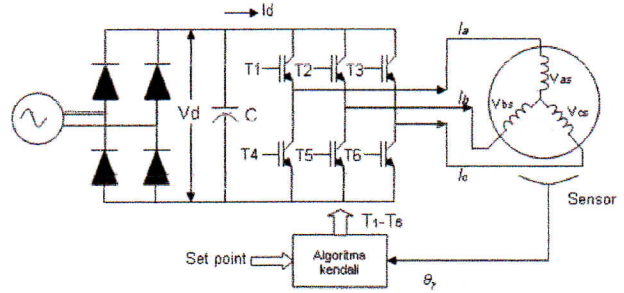 Id
Ia
T1
T2
T3
Vas
Vd
C
Ib
Vbs
Vcs
T4
T5
T6
Ic
Sensor
T1-T6
Set point
Algoritma
kendali
θr